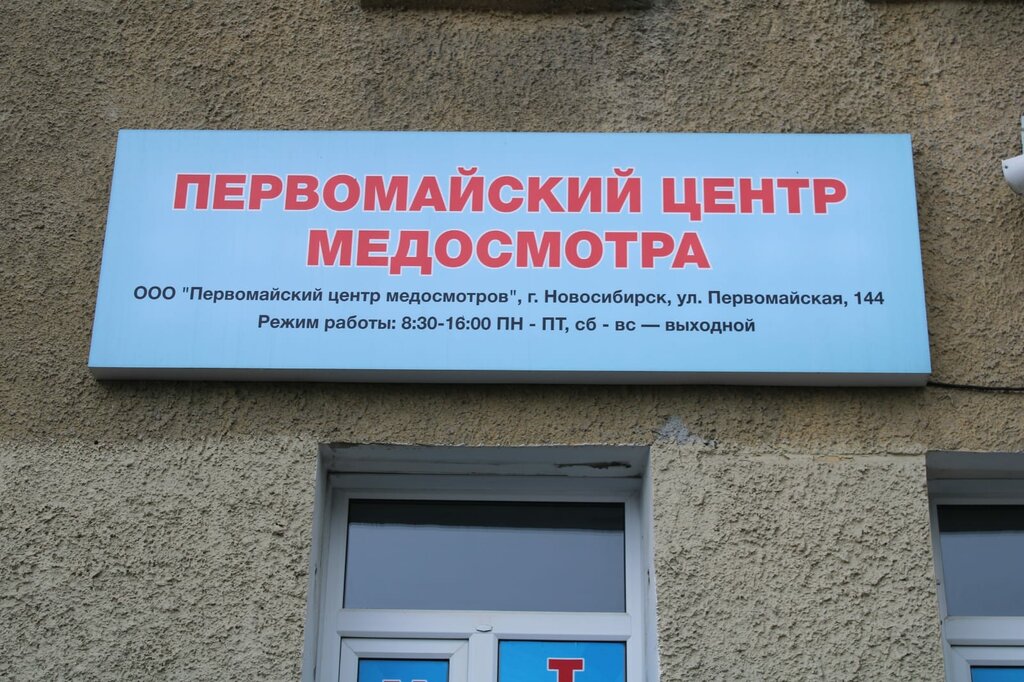 ПЕРВОМАЙСКИЙ ЦЕНТР
МЕДОСМОТРА
ООО "Первомайский центр медосмотров", г. Новосибирск, ул. Первомайская, 144
Режим работы: 8:30-16:00 ПН - ПТ, сб - вс — выходной